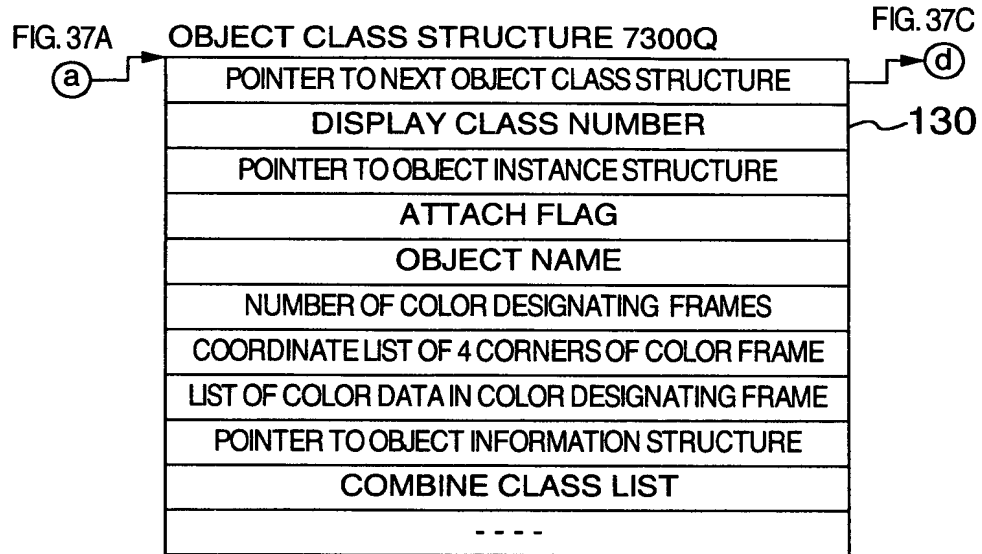 FIG. 37A
OBJECT CLASS STRUCTURE 7300Q
FIG. 37C
a
POINTER TO NEXT OBJECT CLASS STRUCTURE
d
DISPLAY CLASS NUMBER
130
POINTER TO OBJECT INSTANCE STRUCTURE
ATTACH FLAG
OBJECT NAME
NUMBER OF COLOR DESIGNATING FRAMES
COORDINATE LIST OF 4 CORNERS OF COLOR FRAME
LIST OF COLOR DATA IN COLOR DESIGNATING FRAME
POINTER TO OBJECT INFORMATION STRUCTURE
COMBINE CLASS LIST
- - - -